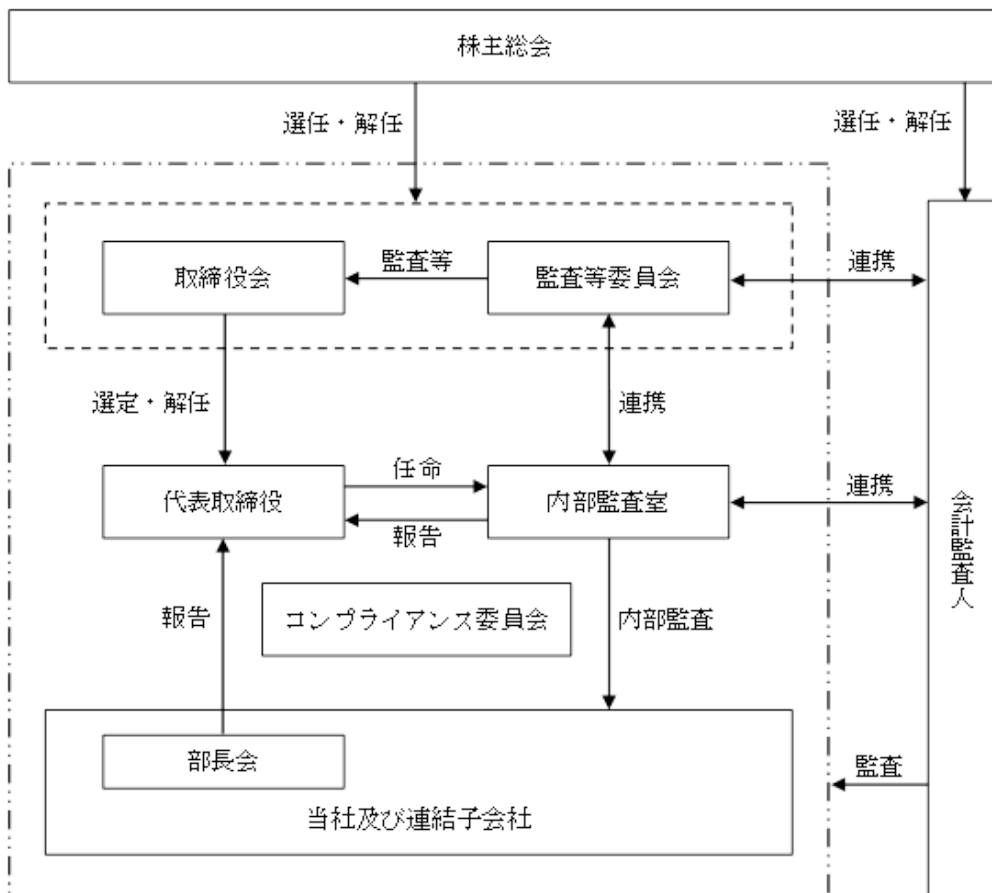 株主総会
選任・解任
選任・解任
取締役会
監査等
監査等委員会
連携
選定・解任
連携
代表取締役
任命
報告
内部監査室
連携
会計監査人
報告
コンプライアンス委員会
内部監査
部長会
監査
当社及び連結子会社